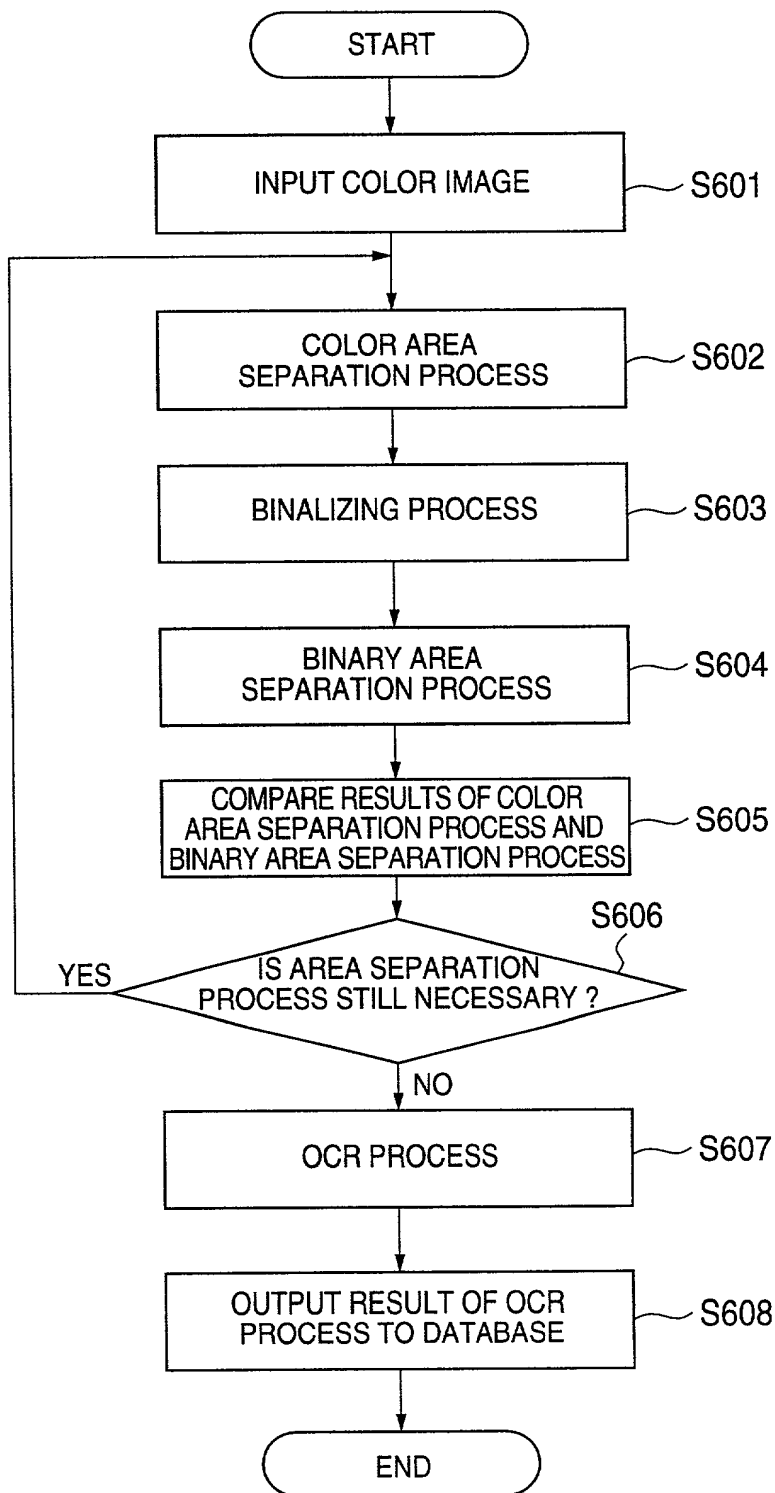 START
INPUT COLOR IMAGE
S601
COLOR AREA
SEPARATION PROCESS
S602
BINALIZING PROCESS
S603
BINARY AREA
SEPARATION PROCESS
S604
COMPARE RESULTS OF COLOR
AREA SEPARATION PROCESS AND
BINARY AREA SEPARATION PROCESS
S605
S606
YES
IS AREA SEPARATION
PROCESS STILL NECESSARY ?
NO
OCR PROCESS
S607
OUTPUT RESULT OF OCR
PROCESS TO DATABASE
S608
END